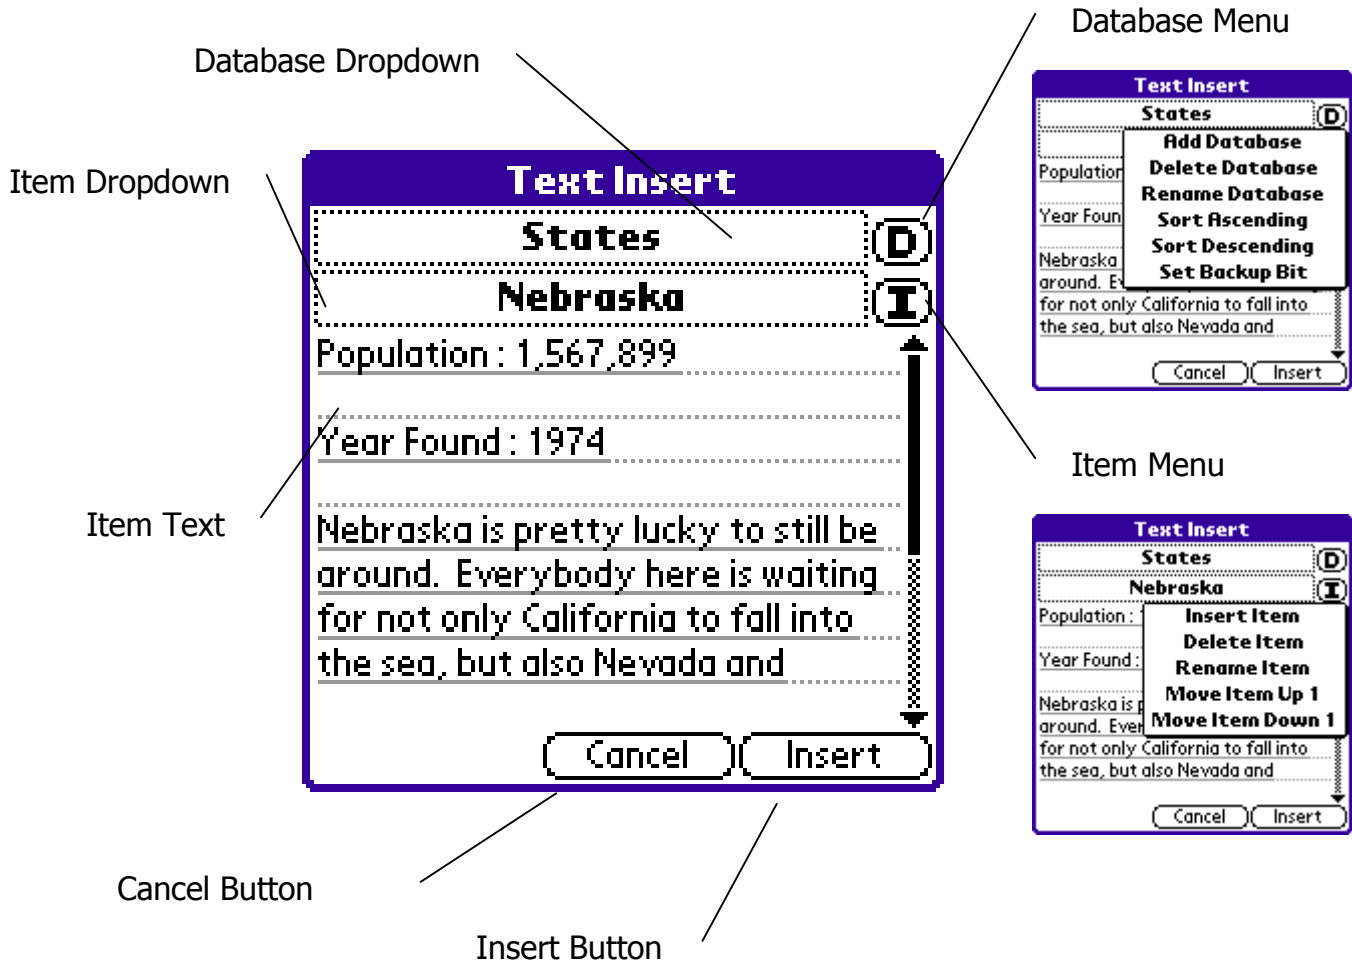 Database Menu
Database Dropdown
Item Dropdown
Text Insert
States
D
Nebraska
I
Population : 1,567,899
Year Found : 1974
Nebraska is pretty lucky to still be
around. Everybody here is waiting
for not only California to fall into
the sea, but also Nevada and
Cancel
Insert
Item Text
Cancel Button
Insert Button
Text Insert
States
D
Add Database
Delete Database
Rename Database
Sort Ascending
Sort Descending
Set Backup Bit
Population
Year Foun
Nebraska
around. Ev
for not only California to fall into
the sea, but also Nevada and
Cancel
Insert
Item Menu
Text Insert
States
D
Nebraska
I
Insert Item
Delete Item
Rename Item
Move Item Up 1
Move Item Down 1
Population :
Year Found :
Nebraska is p
around. Ever
for not only California to fall into
the sea, but also Nevada and
Cancel
Insert